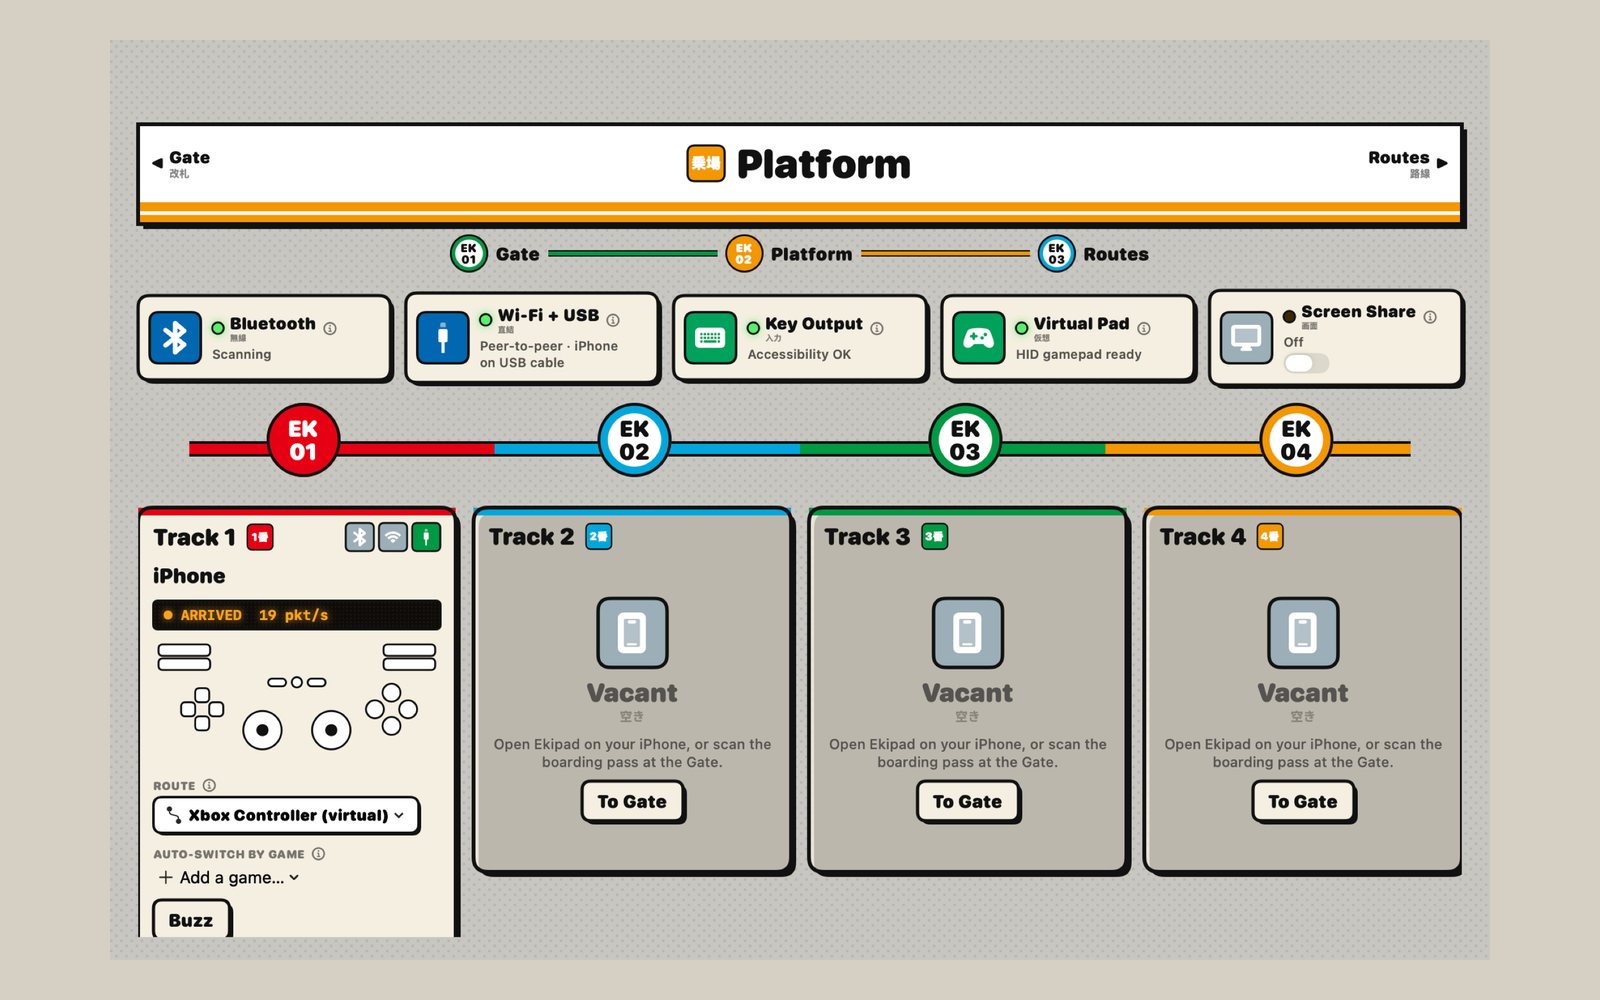 Gate
改札
乗場 Platform
Routes
路線
EK 01 Gate
EK 02 Platform
EK 03 Routes
Bluetooth
無線
Scanning
Wi-Fi + USB
直結
Peer-to-peer · iPhone
on USB cable
Key Output
入力
Accessibility OK
Virtual Pad
仮想
HID gamepad ready
Screen Share
画面
Off
EK
01
EK
02
EK
03
EK
04
Track 1 1番
iPhone
ARRIVED 19 pkt/s
ROUTE
Xbox Controller (virtual)
AUTO-SWITCH BY GAME
Add a game...
Buzz
Track 2 2番
Vacant
空き
Open Ekipad on your iPhone, or scan the
boarding pass at the Gate.
To Gate
Track 3 3番
Vacant
空き
Open Ekipad on your iPhone, or scan the
boarding pass at the Gate.
To Gate
Track 4 4番
Vacant
空き
Open Ekipad on your iPhone, or scan the
boarding pass at the Gate.
To Gate